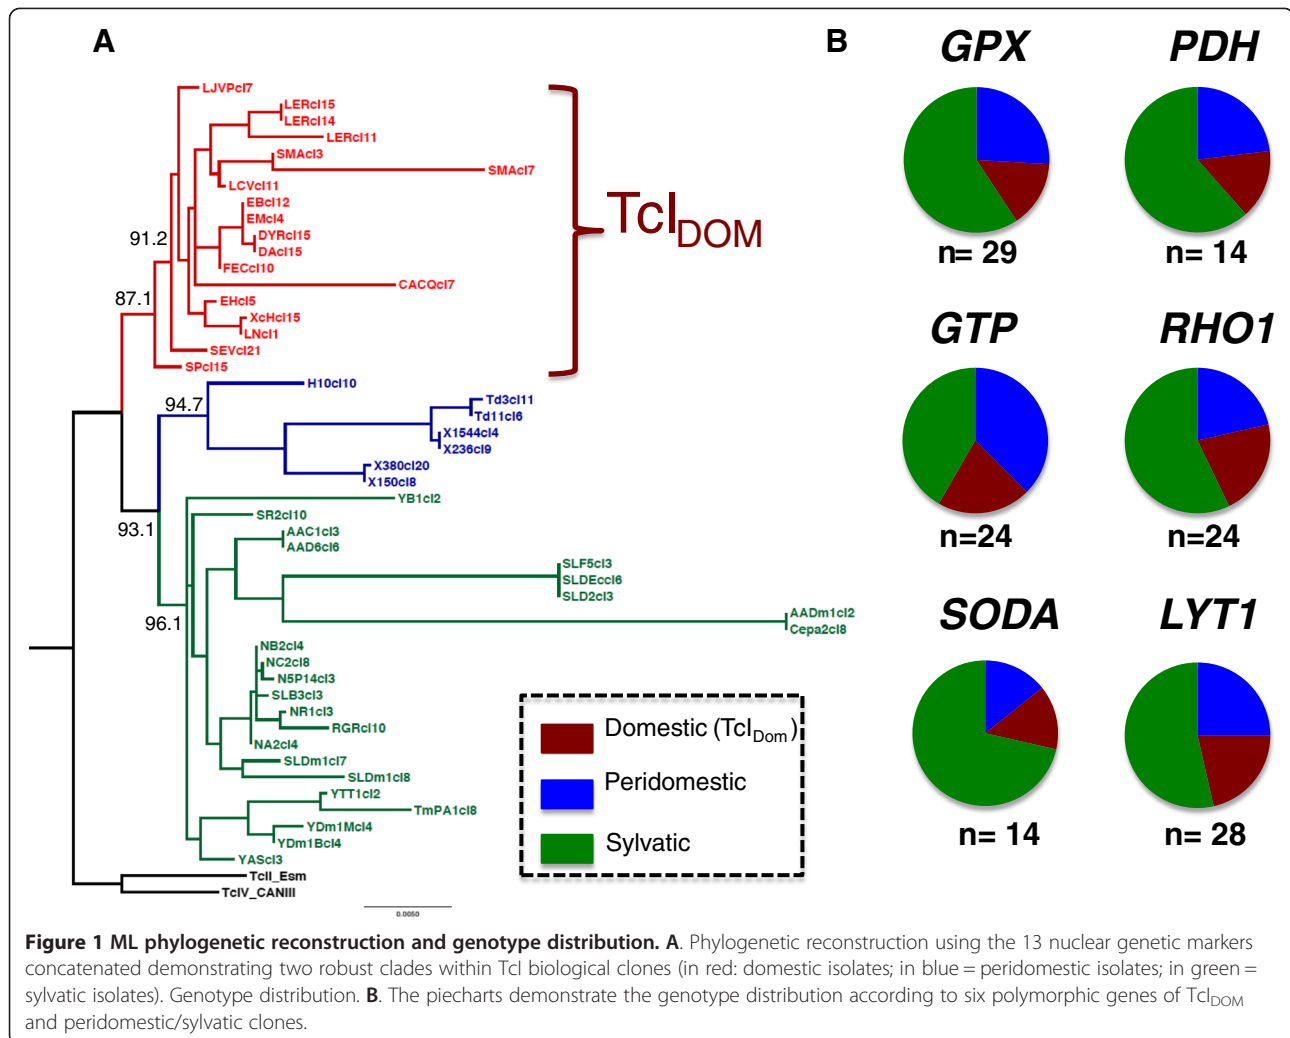 A
LJVPcl7
LERcl15
LERcl14
LERcl11
SMAcl3
SMAcl7
LCVcl11
EBcl12
EMcl4
DYRcl15
DAcl15
FECcl10
CACQcl7
EHcl5
XcHcl15
LNcl1
SEVcl21
SPcl15
91.2
87.1
TcI_DOM
H10cl10
94.7
Td3cl11
Td11cl6
X1544cl4
X236cl9
X380cl20
X150cl8
93.1
YB1cl2
SR2cl10
AAC1cl3
AAD6cl6
SLF5cl3
SLDEccl6
SLD2cl3
AADm1cl2
Cepa2cl8
96.1
NB2cl4
NC2cl8
N5P14cl3
SLB3cl3
NR1cl3
RGRcl10
NA2cl4
SLDm1cl7
SLDm1cl8
YTT1cl2
TmPA1cl8
YDm1Mcl4
YDm1Bcl4
YAScl3
TcII_Esm
TcIV_CANIII
0.0050
Domestic (TcI_Dom)
Peridomestic
Sylvatic
B
GPX
n= 29
PDH
n= 14
GTP
n=24
RHO1
n=24
SODA
n= 14
LYT1
n= 28
Figure 1 ML phylogenetic reconstruction and genotype distribution. A. Phylogenetic reconstruction using the 13 nuclear genetic markers
concatenated demonstrating two robust clades within TcI biological clones (in red: domestic isolates; in blue = peridomestic isolates; in green =
sylvatic isolates). Genotype distribution. B. The piecharts demonstrate the genotype distribution according to six polymorphic genes of TcI_DOM
and peridomestic/sylvatic clones.